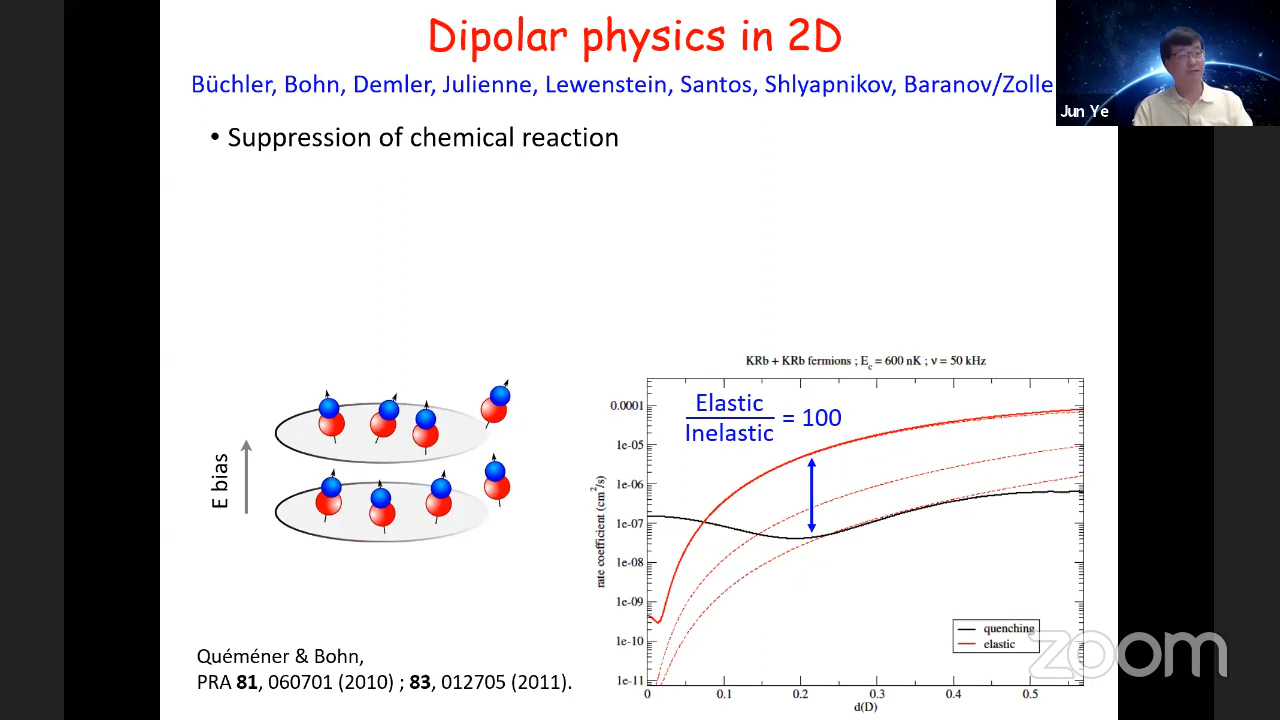 Dipolar physics in 2D
Büchler, Bohn, Demler, Julienne, Lewenstein, Santos, Shlyapnikov, Baranov/Zolle
Jun Ye
• Suppression of chemical reaction
E bias
KRb + KRb fermions ; E_c = 600 nK ; ν = 50 kHz
Elastic
Inelastic
= 100
0.0001
1e-05
1e-06
1e-07
1e-08
1e-09
1e-10
1e-11
rate coefficient (cm²/s)
0 0.1 0.2 0.3 0.4 0.5
d(D)
quenching
elastic
Quéméner & Bohn,
PRA 81, 060701 (2010) ; 83, 012705 (2011).
zoom